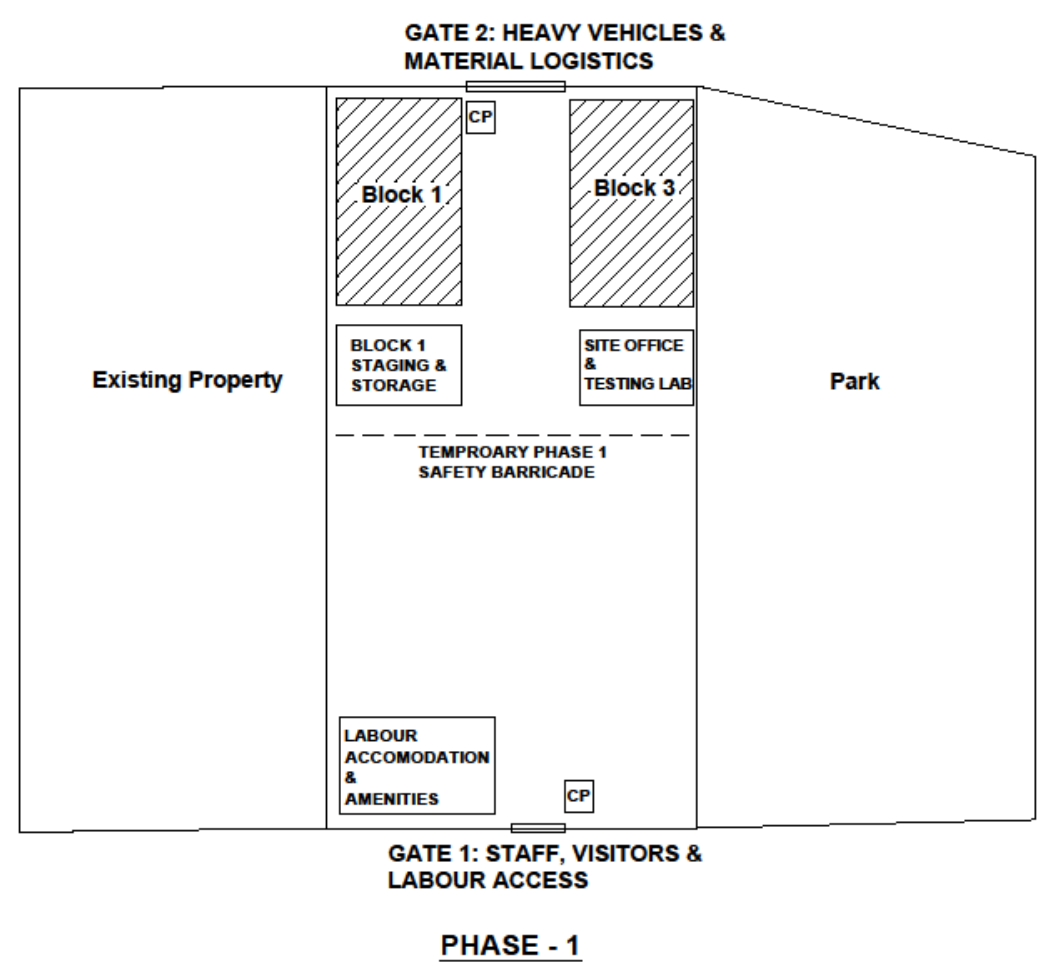 GATE 2: HEAVY VEHICLES &
MATERIAL LOGISTICS
CP
Block 1
Block 3
BLOCK 1
STAGING &
STORAGE
SITE OFFICE
&
TESTING LAB
Existing Property
Park
TEMPROARY PHASE 1
SAFETY BARRICADE
LABOUR
ACCOMODATION
&
AMENITIES
CP
GATE 1: STAFF, VISITORS &
LABOUR ACCESS
PHASE - 1